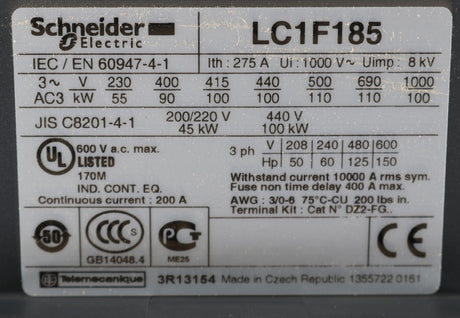 Schneider Electric LC1F185
IEC / EN 60947-4-1 Ith : 275 A Ui : 1000 V~ Uimp : 8 kV
3~ V 230 400 415 440 500 690 1000
AC3 kW 55 90 100 100 110 110 100
JIS C8201-4-1 200/220 V 440 V
45 kW 100 kW
UL LISTED 600 V a.c. max.
170M
IND. CONT. EQ.
Continuous current : 200 A
3 ph V 208 240 480 600
Hp 50 60 125 150
Withstand current 10000 A rms sym.
Fuse non time delay 400 A max.
AWG : 3/0-6 75°C-CU 200 lbs in.
Terminal Kit : Cat N° DZ2-FG..
50 CCC S PCT CE
GB14048.4 ME25
Telemecanique 3R13154 Made in Czech Republic 1355722 0161